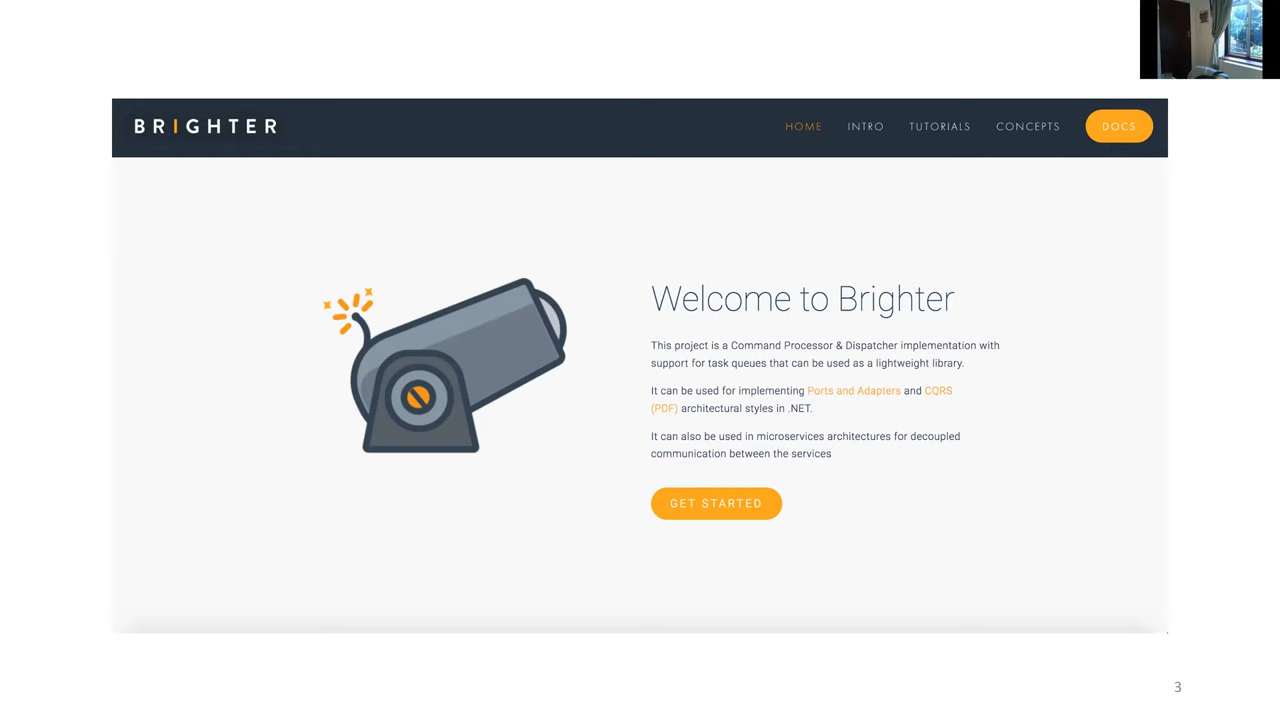 BRIGHTER
HOME INTRO TUTORIALS CONCEPTS DOCS
Welcome to Brighter
This project is a Command Processor & Dispatcher implementation with
support for task queues that can be used as a lightweight library.
It can be used for implementing Ports and Adapters and CQRS
(PDF) architectural styles in .NET.
It can also be used in microservices architectures for decoupled
communication between the services
GET STARTED
3